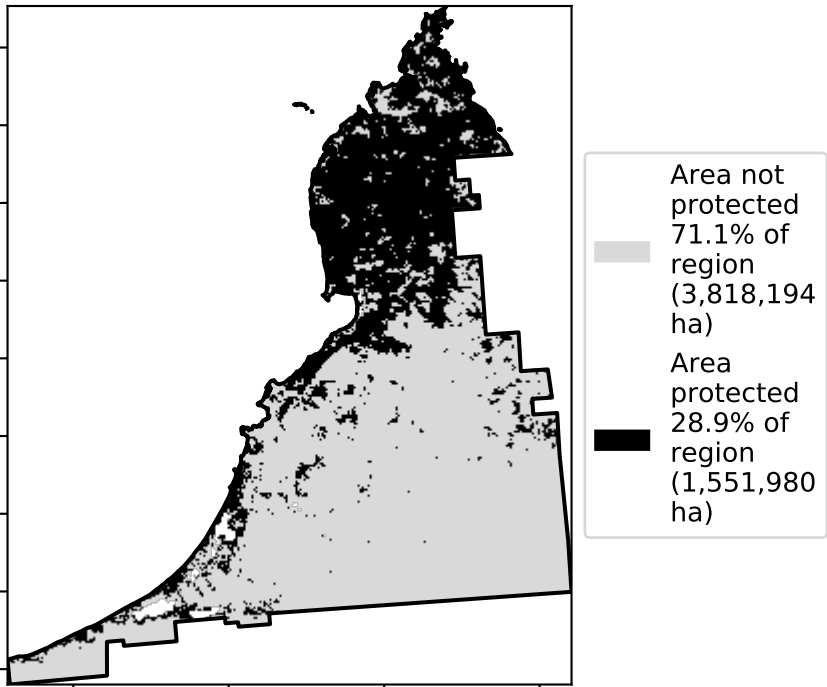 Area not
protected
71.1% of
region
(3,818,194
ha)
Area
protected
28.9% of
region
(1,551,980
ha)